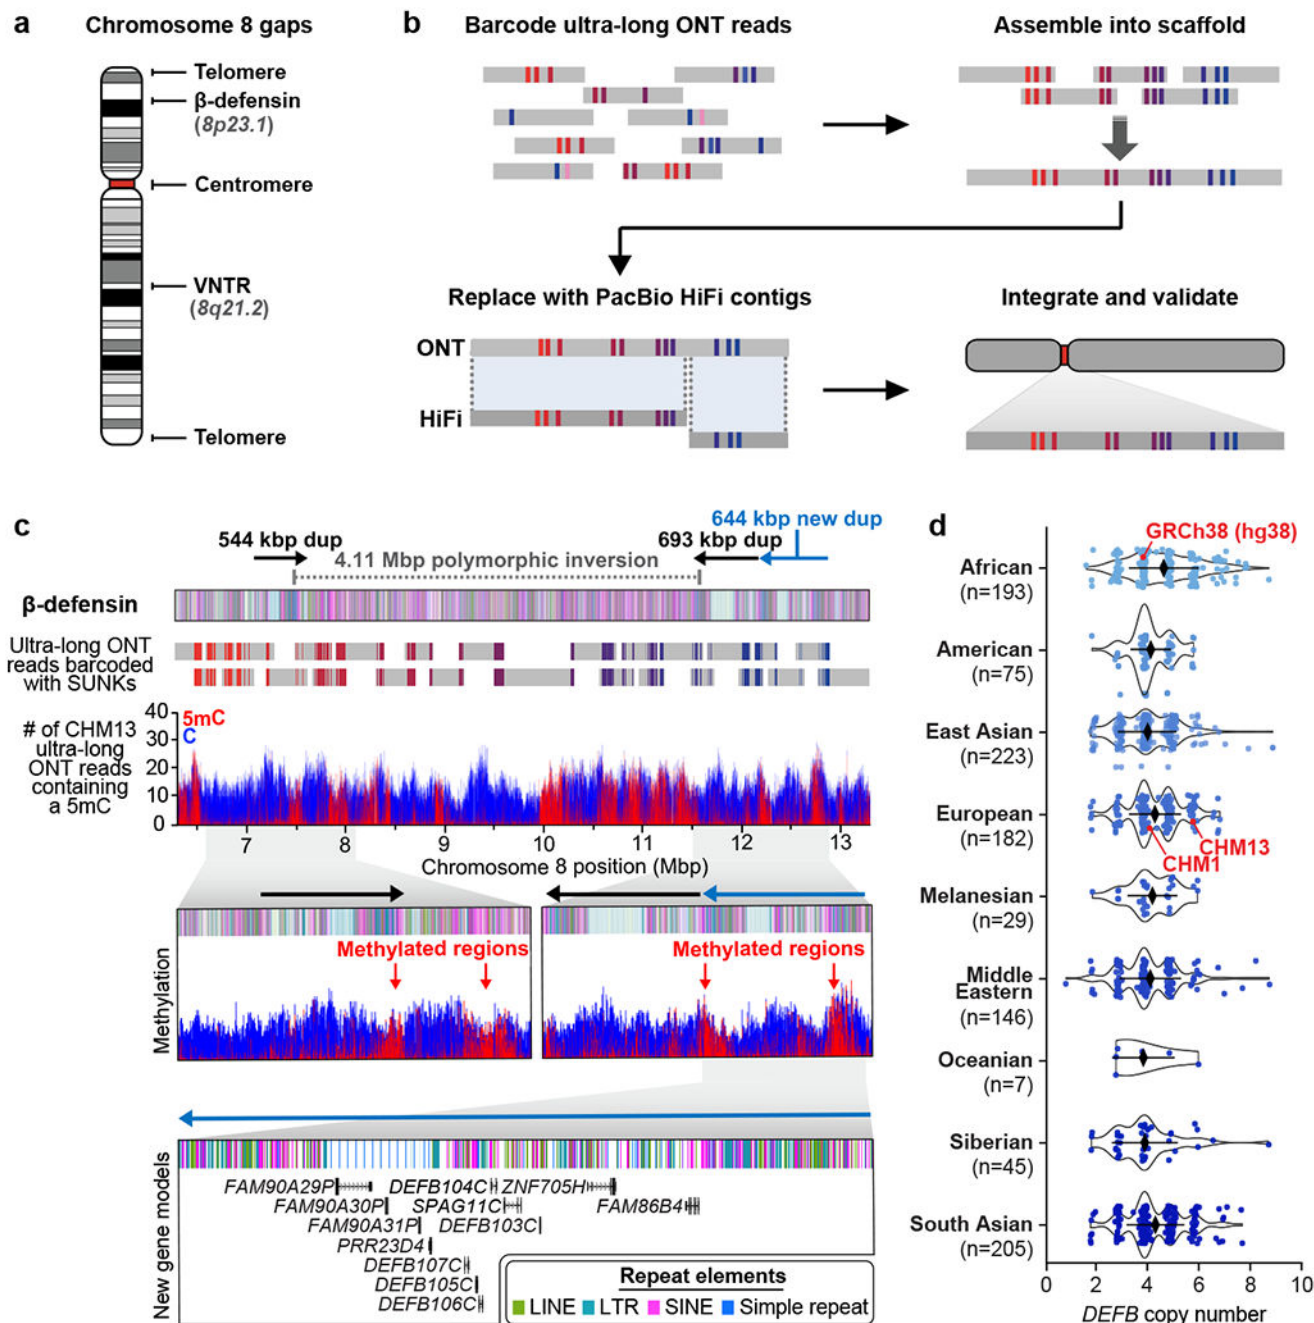 a Chromosome 8 gaps
Telomere
β-defensin
(8p23.1)
Centromere
VNTR
(8q21.2)
Telomere
b Barcode ultra-long ONT reads
Assemble into scaffold
Replace with PacBio HiFi contigs
Integrate and validate
ONT
HiFi
c
644 kbp new dup
544 kbp dup
693 kbp dup
4.11 Mbp polymorphic inversion
β-defensin
Ultra-long ONT
reads barcoded
with SUNKs
# of CHM13
ultra-long
ONT reads
containing
a 5mC
40
30
20
10
0
5mC
C
7 8 9 10 11 12 13
Chromosome 8 position (Mbp)
Methylation
Methylated regions
Methylated regions
New gene models
FAM90A29P
DEFB104C
ZNF705H
FAM90A30P
SPAG11C
FAM86B4
FAM90A31P
DEFB103C
PRR23D4
DEFB107C
DEFB105C
DEFB106C
Repeat elements
LINE LTR SINE Simple repeat
d
GRCh38 (hg38)
African
(n=193)
American
(n=75)
East Asian
(n=223)
European
(n=182)
CHM13
CHM1
Melanesian
(n=29)
Middle
Eastern
(n=146)
Oceanian
(n=7)
Siberian
(n=45)
South Asian
(n=205)
0 2 4 6 8 10
DEFB copy number